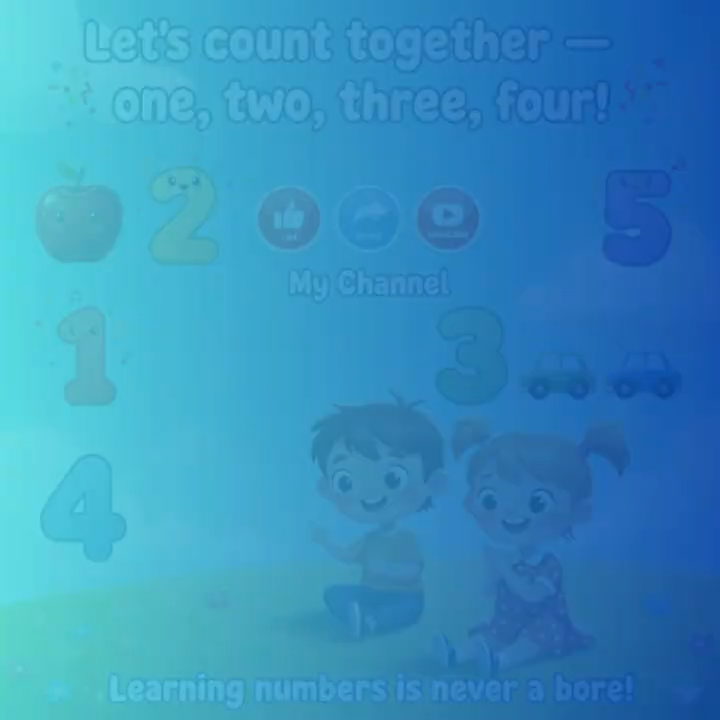 Let's count together —
one, two, three, four!
2
5
My Channel
1
3
4
Learning numbers is never a bore!